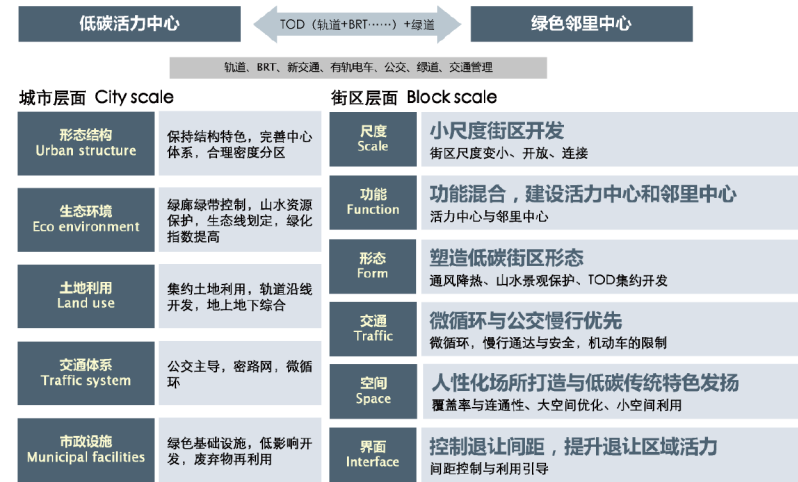 低碳活力中心
TOD（轨道+BRT……）+绿道
绿色邻里中心
轨道、BRT、新交通、有轨电车、公交、绿道、交通管理
城市层面 City scale
形态结构
Urban structure
保持结构特色，完善中心
体系，合理密度分区
生态环境
Eco environment
绿廊绿带控制，山水资源
保护，生态线划定，绿化
指数提高
土地利用
Land use
集约土地利用，轨道沿线
开发，地上地下综合
交通体系
Traffic system
公交主导，密路网，微循
环
市政设施
Municipal facilities
绿色基础设施，低影响开
发，废弃物再利用
街区层面 Block scale
尺度
Scale
小尺度街区开发
街区尺度变小、开放、连接
功能
Function
功能混合，建设活力中心和邻里中心
活力中心与邻里中心
形态
Form
塑造低碳街区形态
通风降热、山水景观保护、TOD集约开发
交通
Traffic
微循环与公交慢行优先
微循环，慢行通达与安全，机动车的限制
空间
Space
人性化场所打造与低碳传统特色发扬
覆盖率与连通性、大空间优化、小空间利用
界面
Interface
控制退让间距，提升退让区域活力
间距控制与利用引导